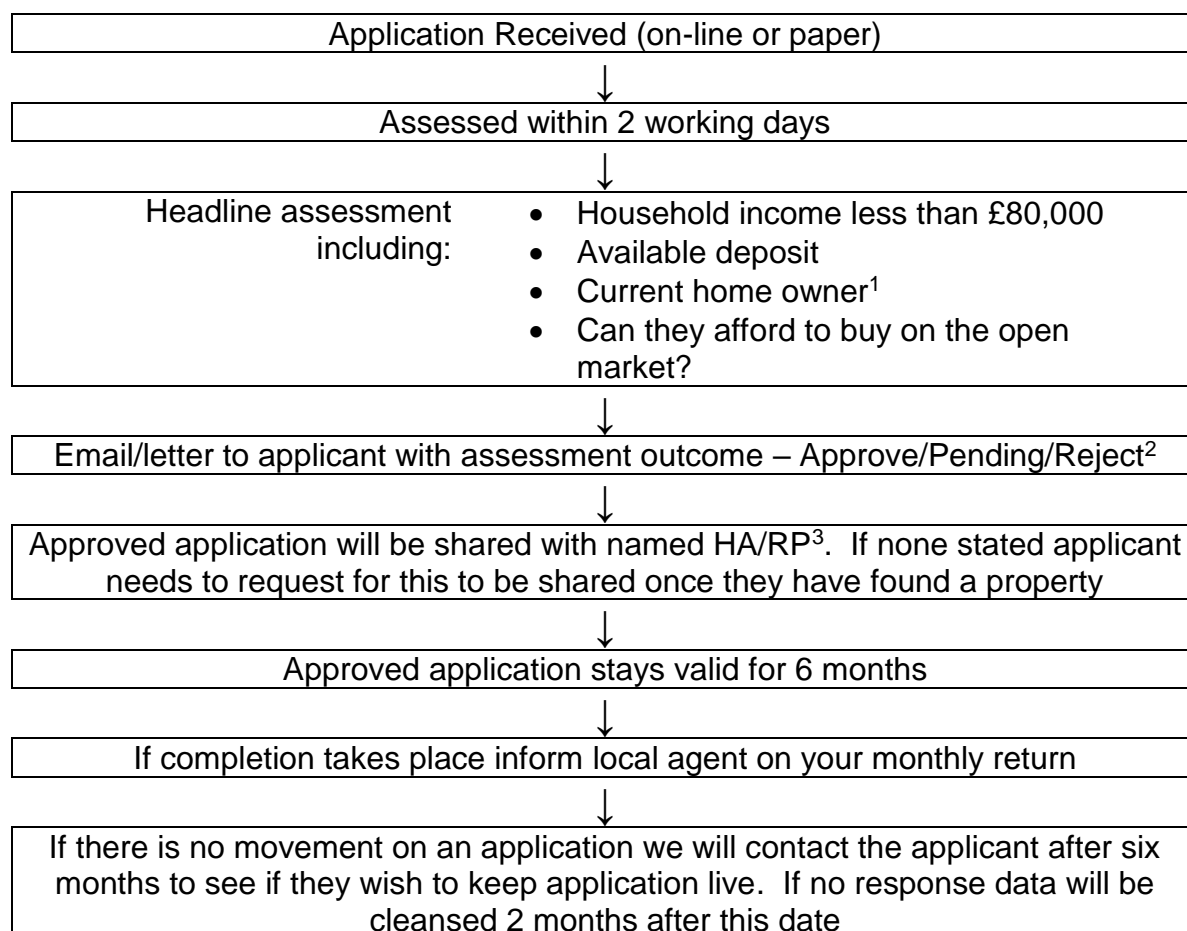 Application Received (on-line or paper)
↓
Assessed within 2 working days
↓
Headline assessment
including:
• Household income less than £80,000
• Available deposit
• Current home owner¹
• Can they afford to buy on the open
market?
↓
Email/letter to applicant with assessment outcome – Approve/Pending/Reject²
↓
Approved application will be shared with named HA/RP³.  If none stated applicant
needs to request for this to be shared once they have found a property
↓
Approved application stays valid for 6 months
↓
If completion takes place inform local agent on your monthly return
↓
If there is no movement on an application we will contact the applicant after six
months to see if they wish to keep application live.  If no response data will be
cleansed 2 months after this date